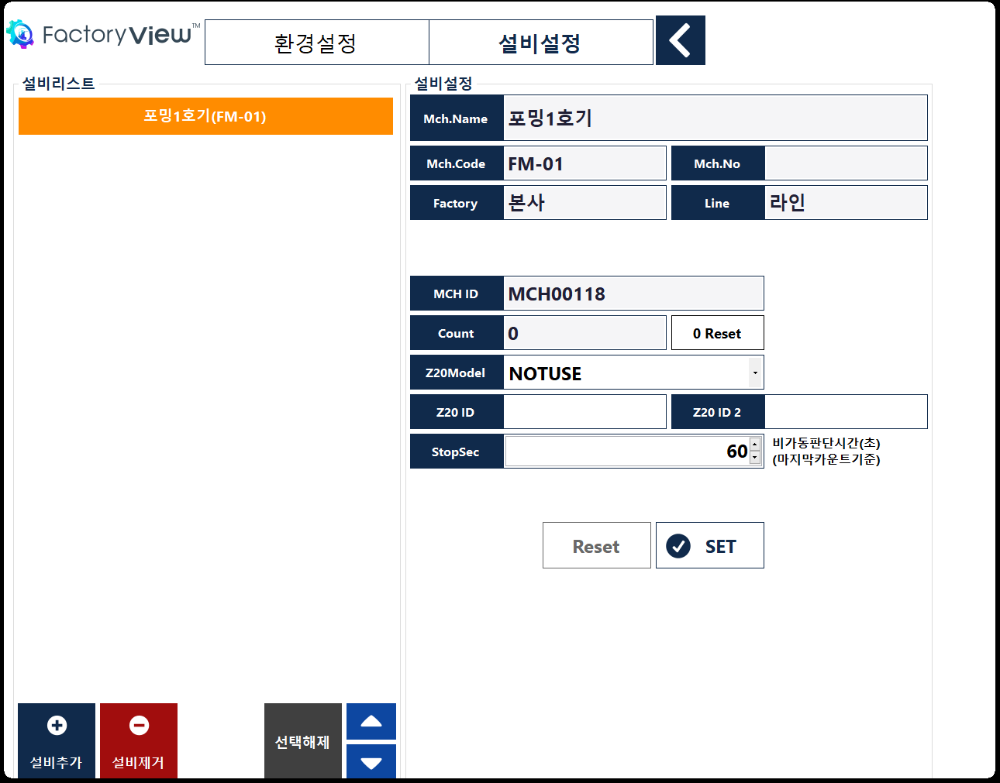 FactoryView™
환경설정
설비설정
설비리스트
포밍1호기(FM-01)
설비추가
설비제거
선택해제
설비설정
Mch.Name 포밍1호기
Mch.Code FM-01 Mch.No
Factory 본사 Line 라인
MCH ID MCH00118
Count 0 0 Reset
Z20Model NOTUSE
Z20 ID Z20 ID 2
StopSec 60 비가동판단시간(초)
(마지막카운트기준)
Reset SET